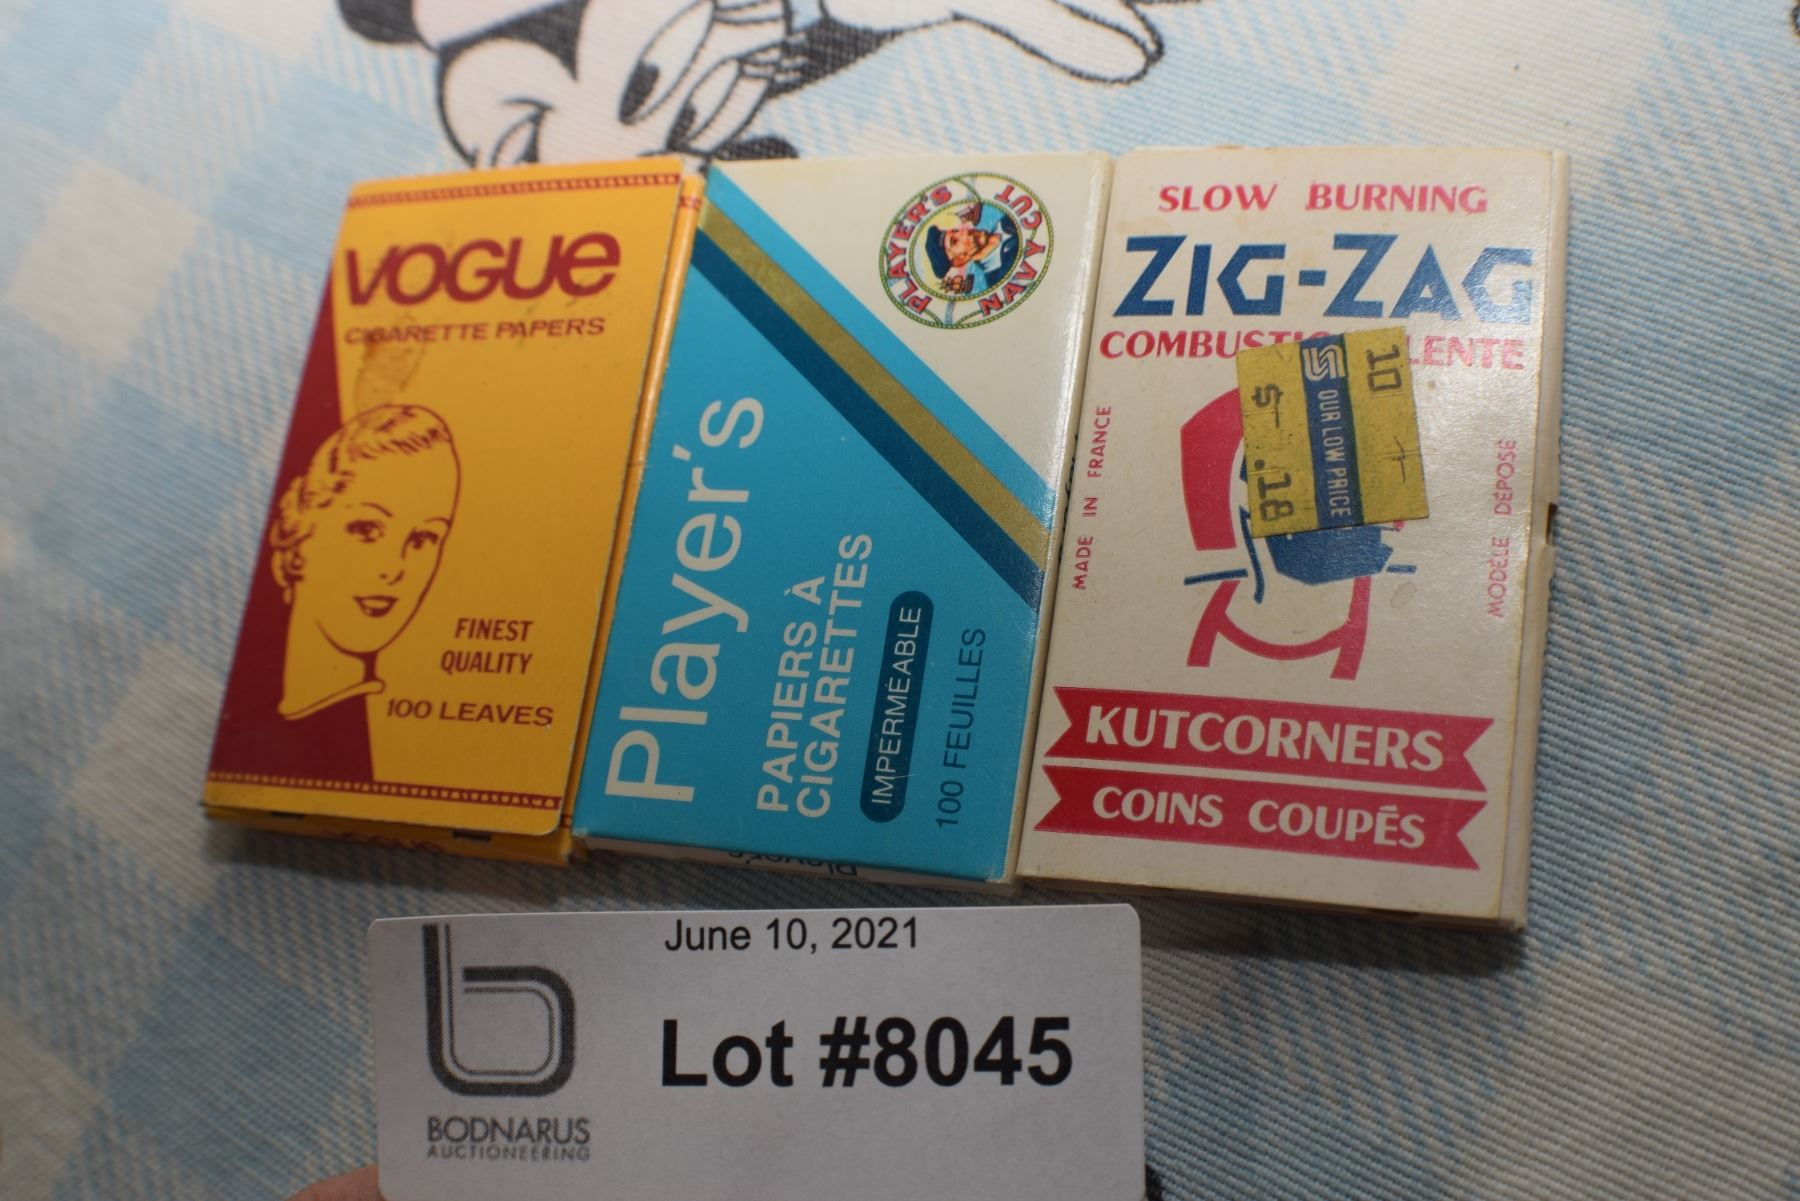 VOGUe
CIGARETTE PAPERS
FINEST
QUALITY
100 LEAVES
PLAYER'S
NAVY CUT
Player's
PAPIERS À
CIGARETTES
IMPERMÉABLE
100 FEUILLES
Player's
SLOW BURNING
ZIG-ZAG
LENTE
10
OUR LOW PRICE
$ .18
MADE IN FRANCE
MODÈLE DÉPOSÉ
KUTCORNERS
COINS COUPÉS
June 10, 2021
Lot #8045
BODNARUS
AUCTIONEERING